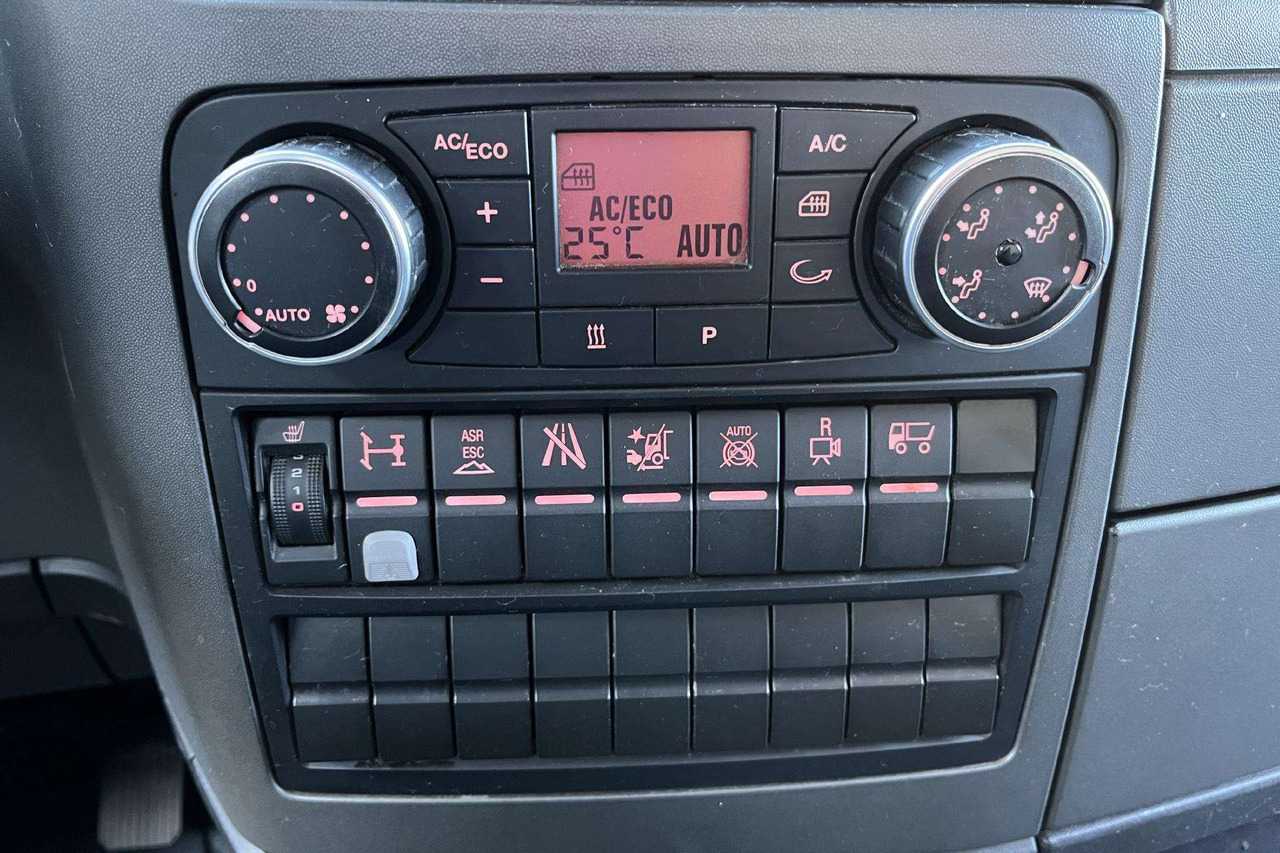 AC/ECO
A/C
AC/ECO
25°C AUTO
0
AUTO
P
3
2
1
0
ASR
ESC
AUTO
R